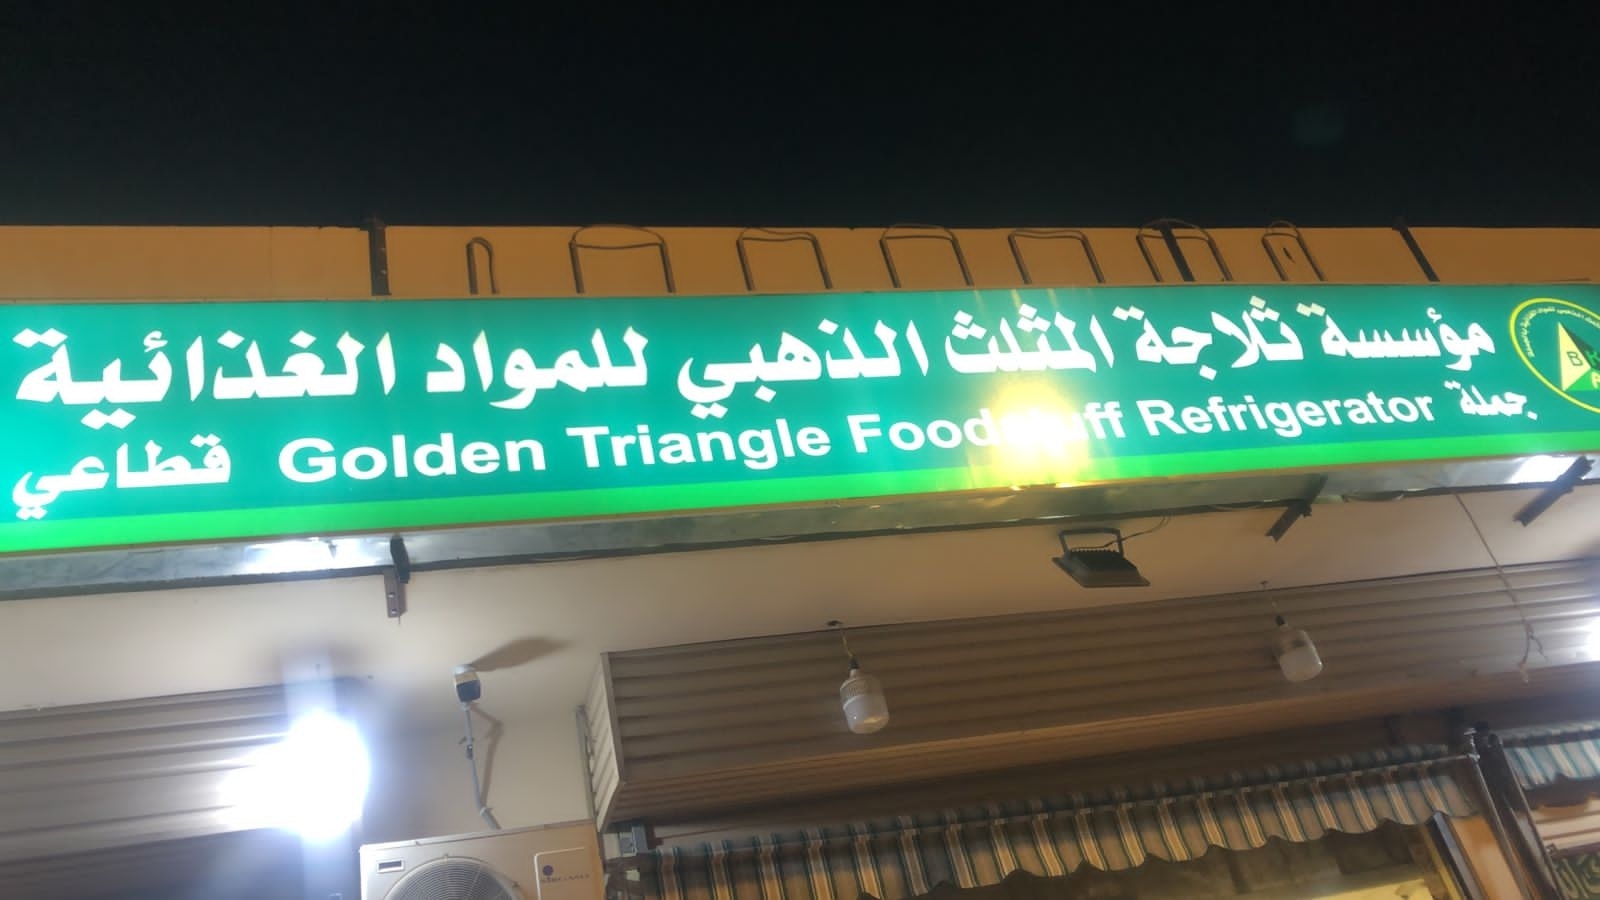 مؤسسة ثلاجة المثلث الذهبي للمواد الغذائية
جملة Golden Triangle Foodstuff Refrigerator قطاعي
B K
A